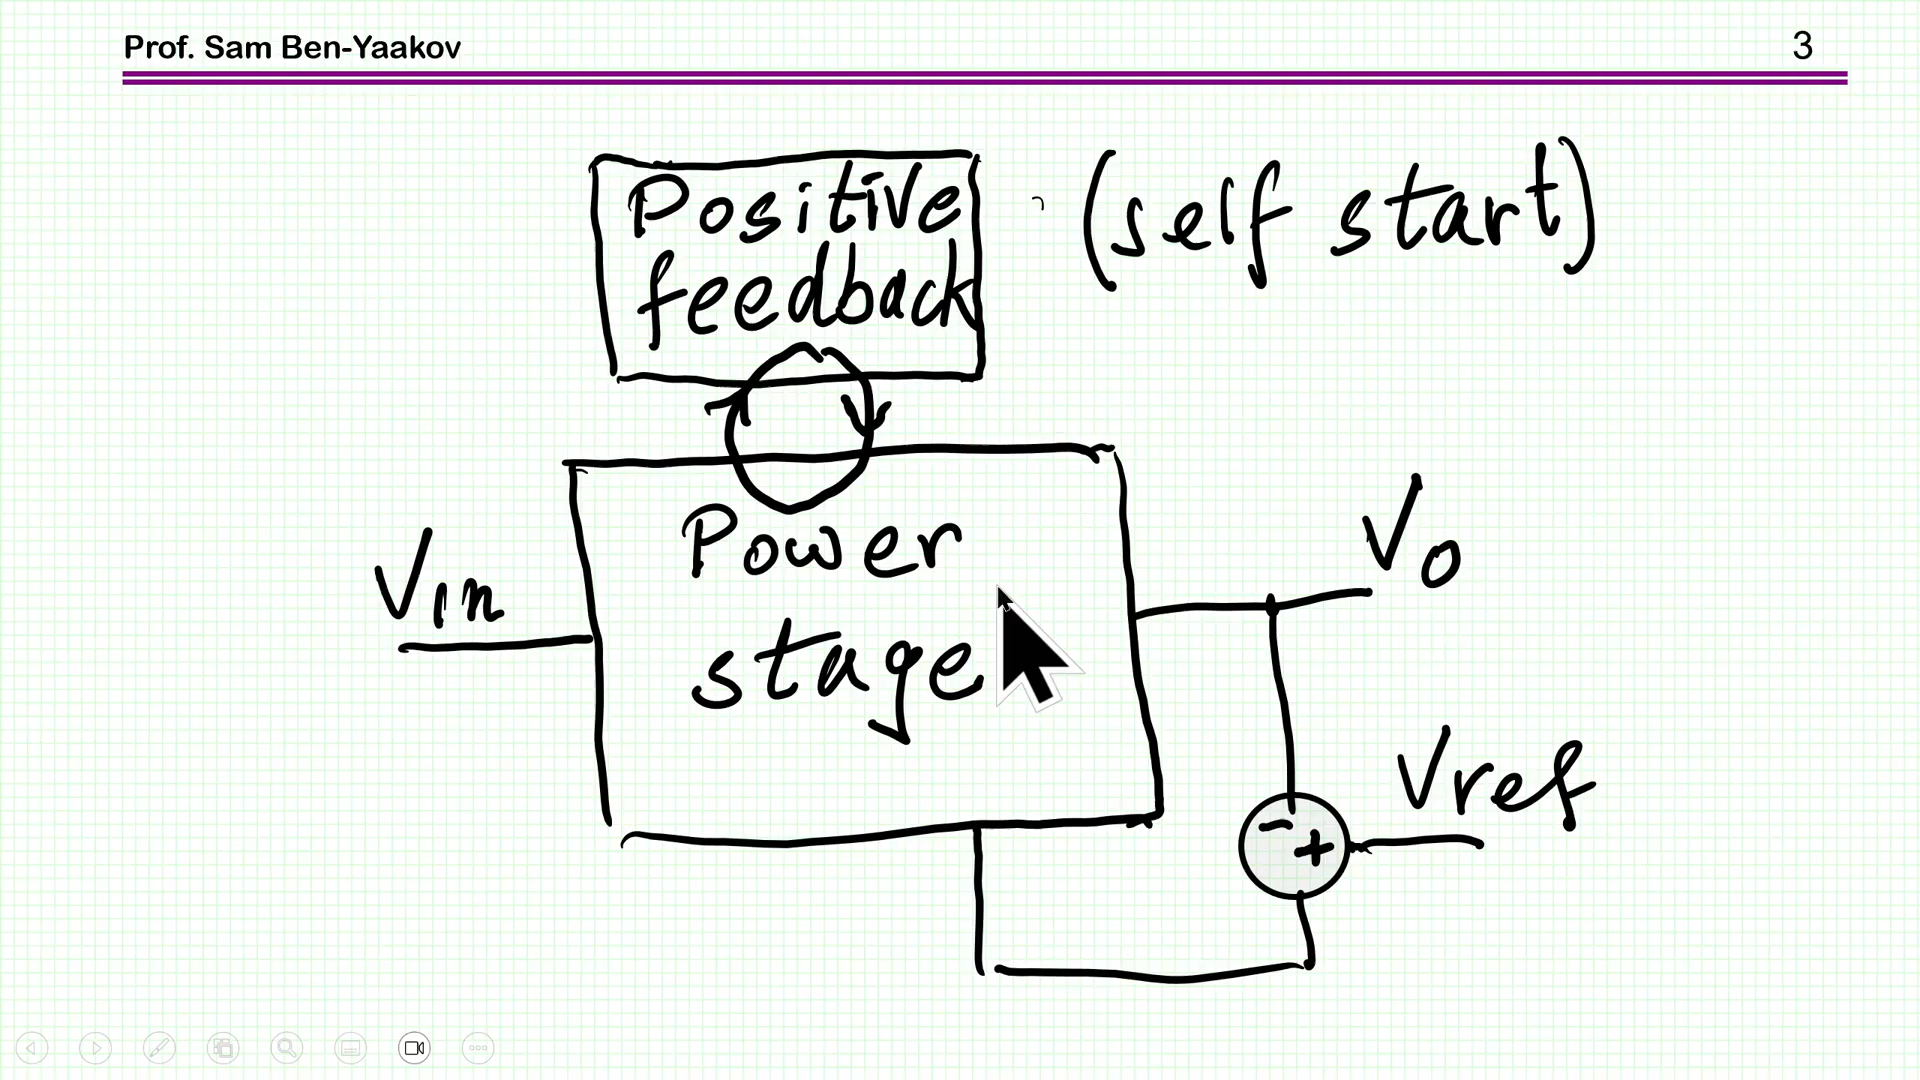 Prof. Sam Ben-Yaakov
3
Positive
feedback
(self start)
Power
stage
Vin
Vo
Vref
- +